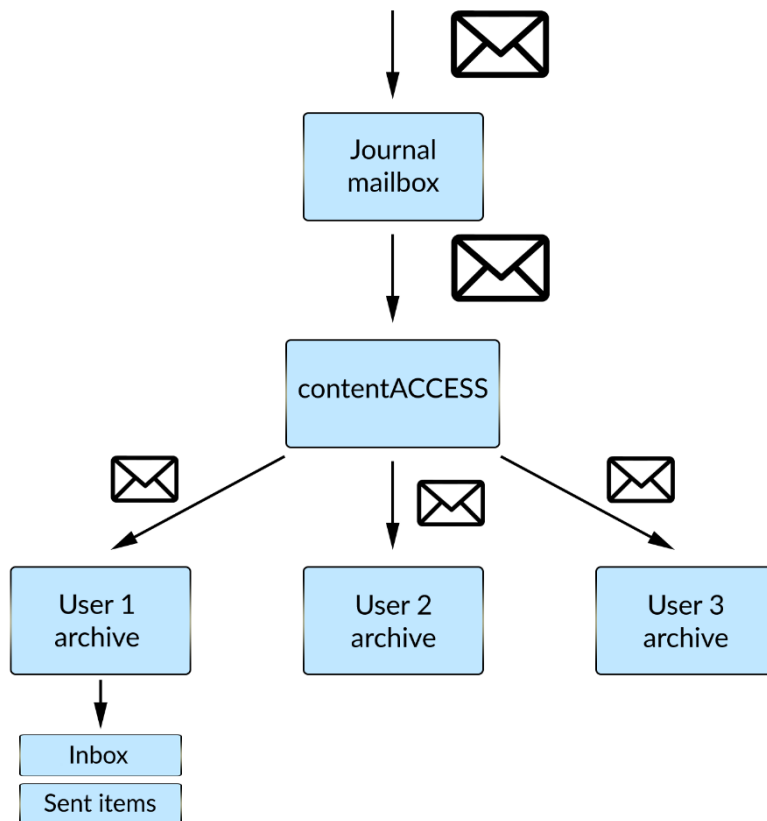 Journal
mailbox
contentACCESS
User 1
archive
User 2
archive
User 3
archive
Inbox
Sent items